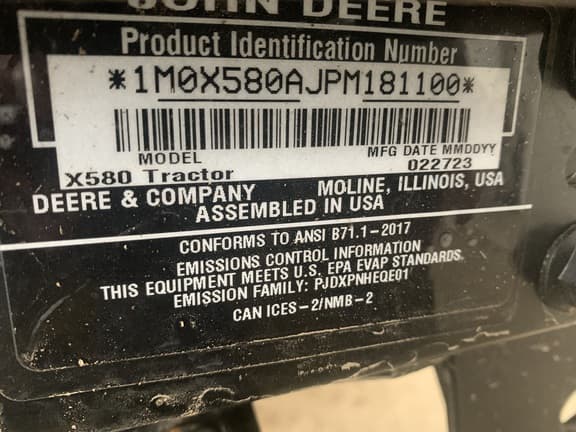 JOHN DEERE
Product Identification Number
*1M0X580AJPM181100*
MODEL MFG DATE MMDDYY
X580 Tractor 022723
DEERE & COMPANY MOLINE, ILLINOIS, USA
ASSEMBLED IN USA
CONFORMS TO ANSI B71.1-2017
EMISSIONS CONTROL INFORMATION
THIS EQUIPMENT MEETS U.S. EPA EVAP STANDARDS.
EMISSION FAMILY: PJDXPNHEQE01
CAN ICES-2/NMB-2